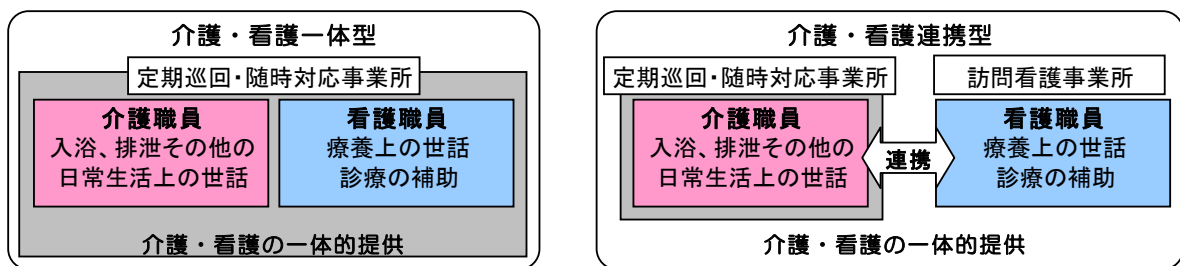 介護・看護一体型
定期巡回・随時対応事業所
介護職員
入浴、排泄その他の
日常生活上の世話
看護職員
療養上の世話
診療の補助
介護・看護の一体的提供
介護・看護連携型
定期巡回・随時対応事業所
訪問看護事業所
介護職員
入浴、排泄その他の
日常生活上の世話
連携
看護職員
療養上の世話
診療の補助
介護・看護の一体的提供